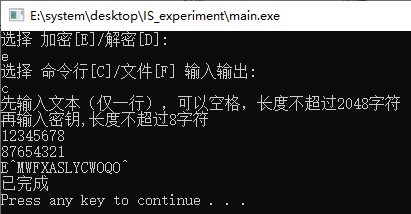 E:\system\desktop\IS_experiment\main.exe
选择 加密[E]/解密[D]:
e
选择 命令行[C]/文件[F] 输入输出:
c
先输入文本（仅一行），可以空格，长度不超过2048字符
再输入密钥,长度不超过8字符
12345678
87654321
E^MWFXASLYCWOQO^
已完成
Press any key to continue . . .